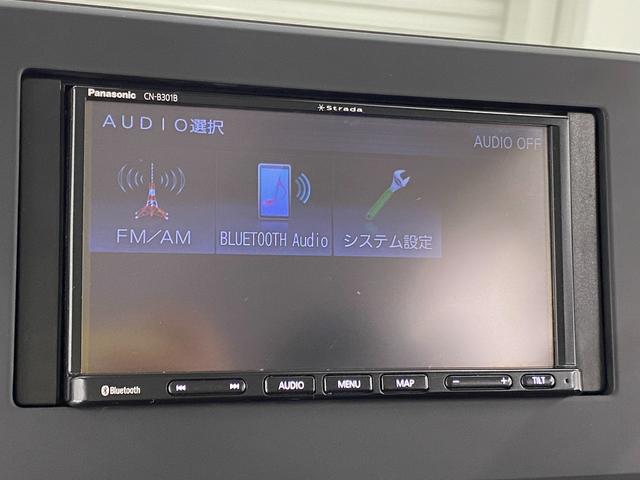 Panasonic CN-B301B
Strada
AUDIO選択
AUDIO OFF
FM/AM
BLUETOOTH Audio
システム設定
Bluetooth
AUDIO
MENU
MAP
- +
TILT